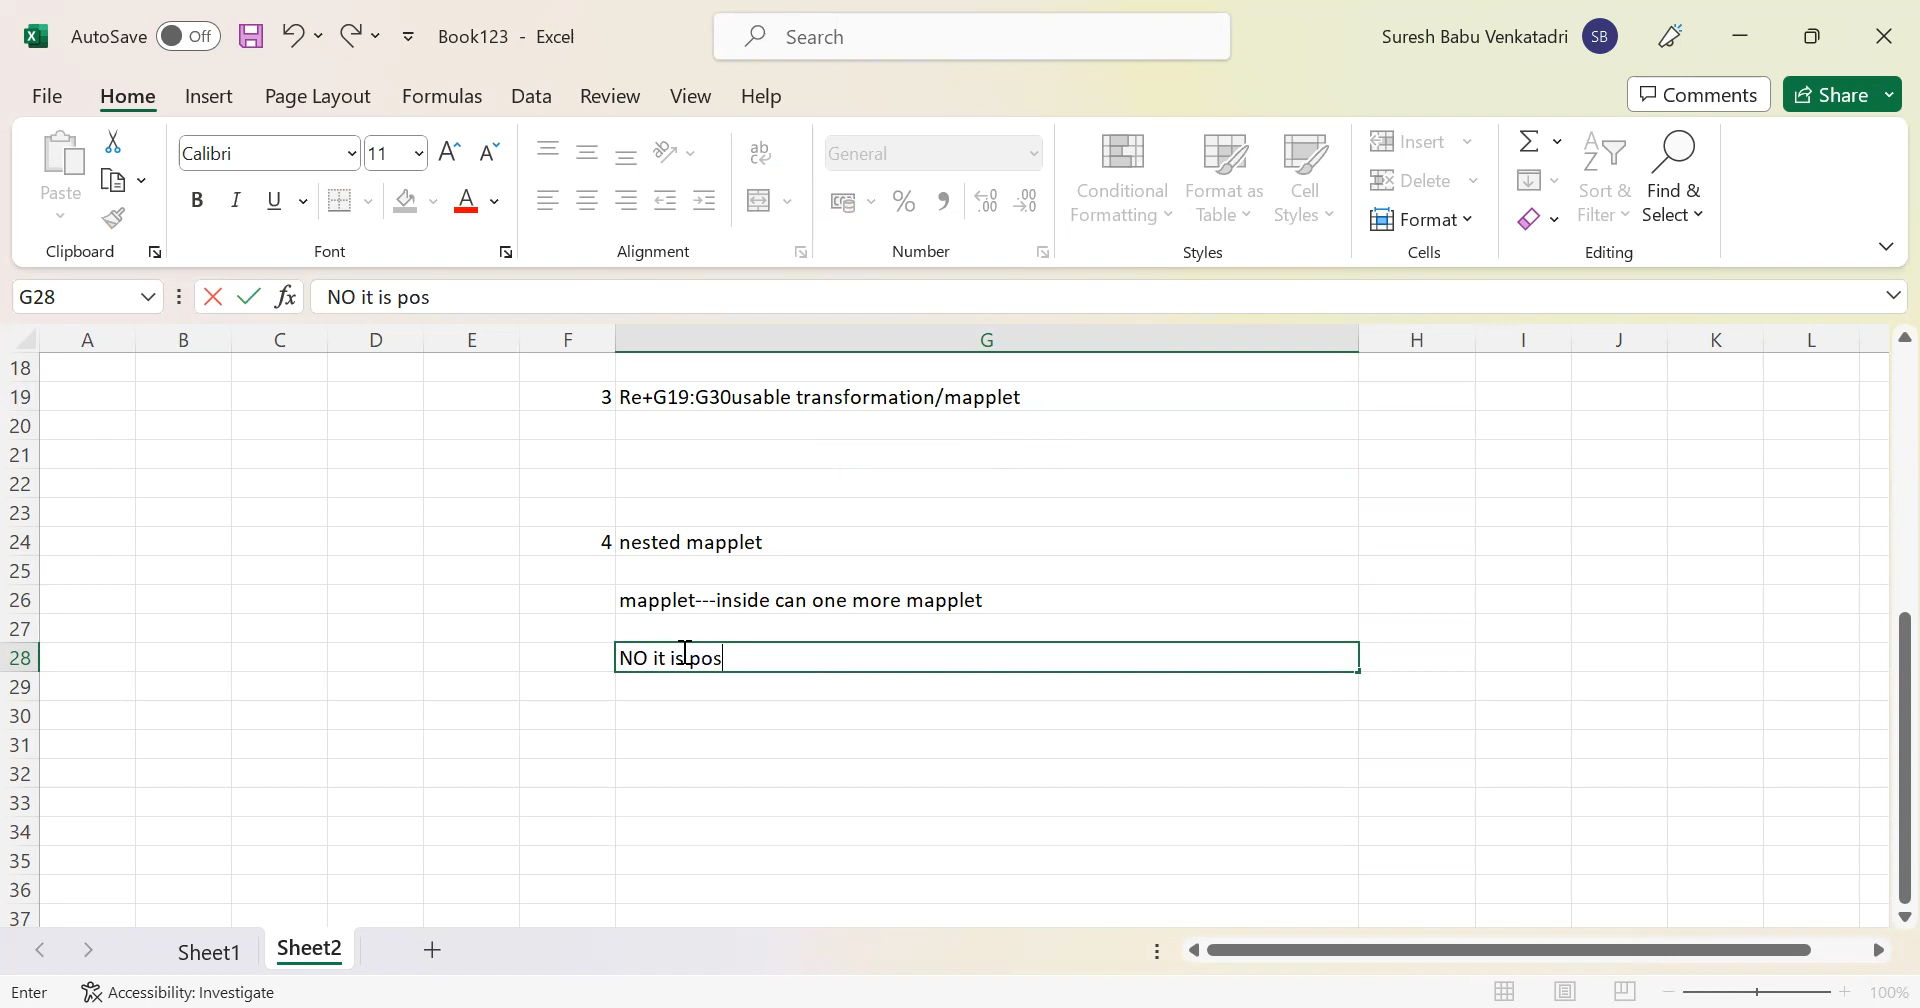 AutoSave Off Book123 - Excel Search Suresh Babu Venkatadri SB
File Home Insert Page Layout Formulas Data Review View Help Comments Share
Paste
Clipboard
Calibri 11
B I U A
Font
ab
Alignment
General
% 9
Number
Conditional Formatting
Format as Table
Cell Styles
Styles
Insert
Delete
Format
Cells
Sort & Filter
Find & Select
Editing
G28 fx NO it is pos
A B C D E F G H I J K L
18
19 3 Re+G19:G30usable transformation/mapplet
20
21
22
23
24 4 nested mapplet
25
26 mapplet---inside can one more mapplet
27
28 NO it is pos
29
30
31
32
33
34
35
36
37
Sheet1 Sheet2 +
Enter Accessibility: Investigate 100%